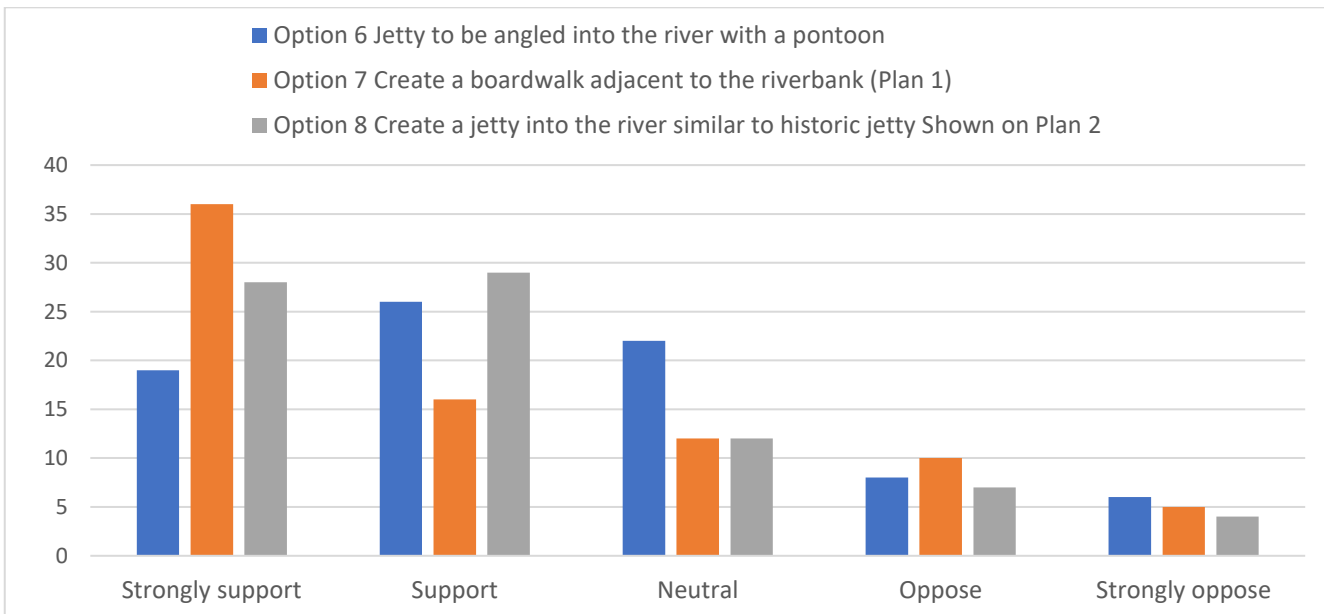 Option 6 Jetty to be angled into the river with a pontoon
Option 7 Create a boardwalk adjacent to the riverbank (Plan 1)
Option 8 Create a jetty into the river similar to historic jetty Shown on Plan 2
40
35
30
25
20
15
10
5
0
Strongly support Support Neutral Oppose Strongly oppose